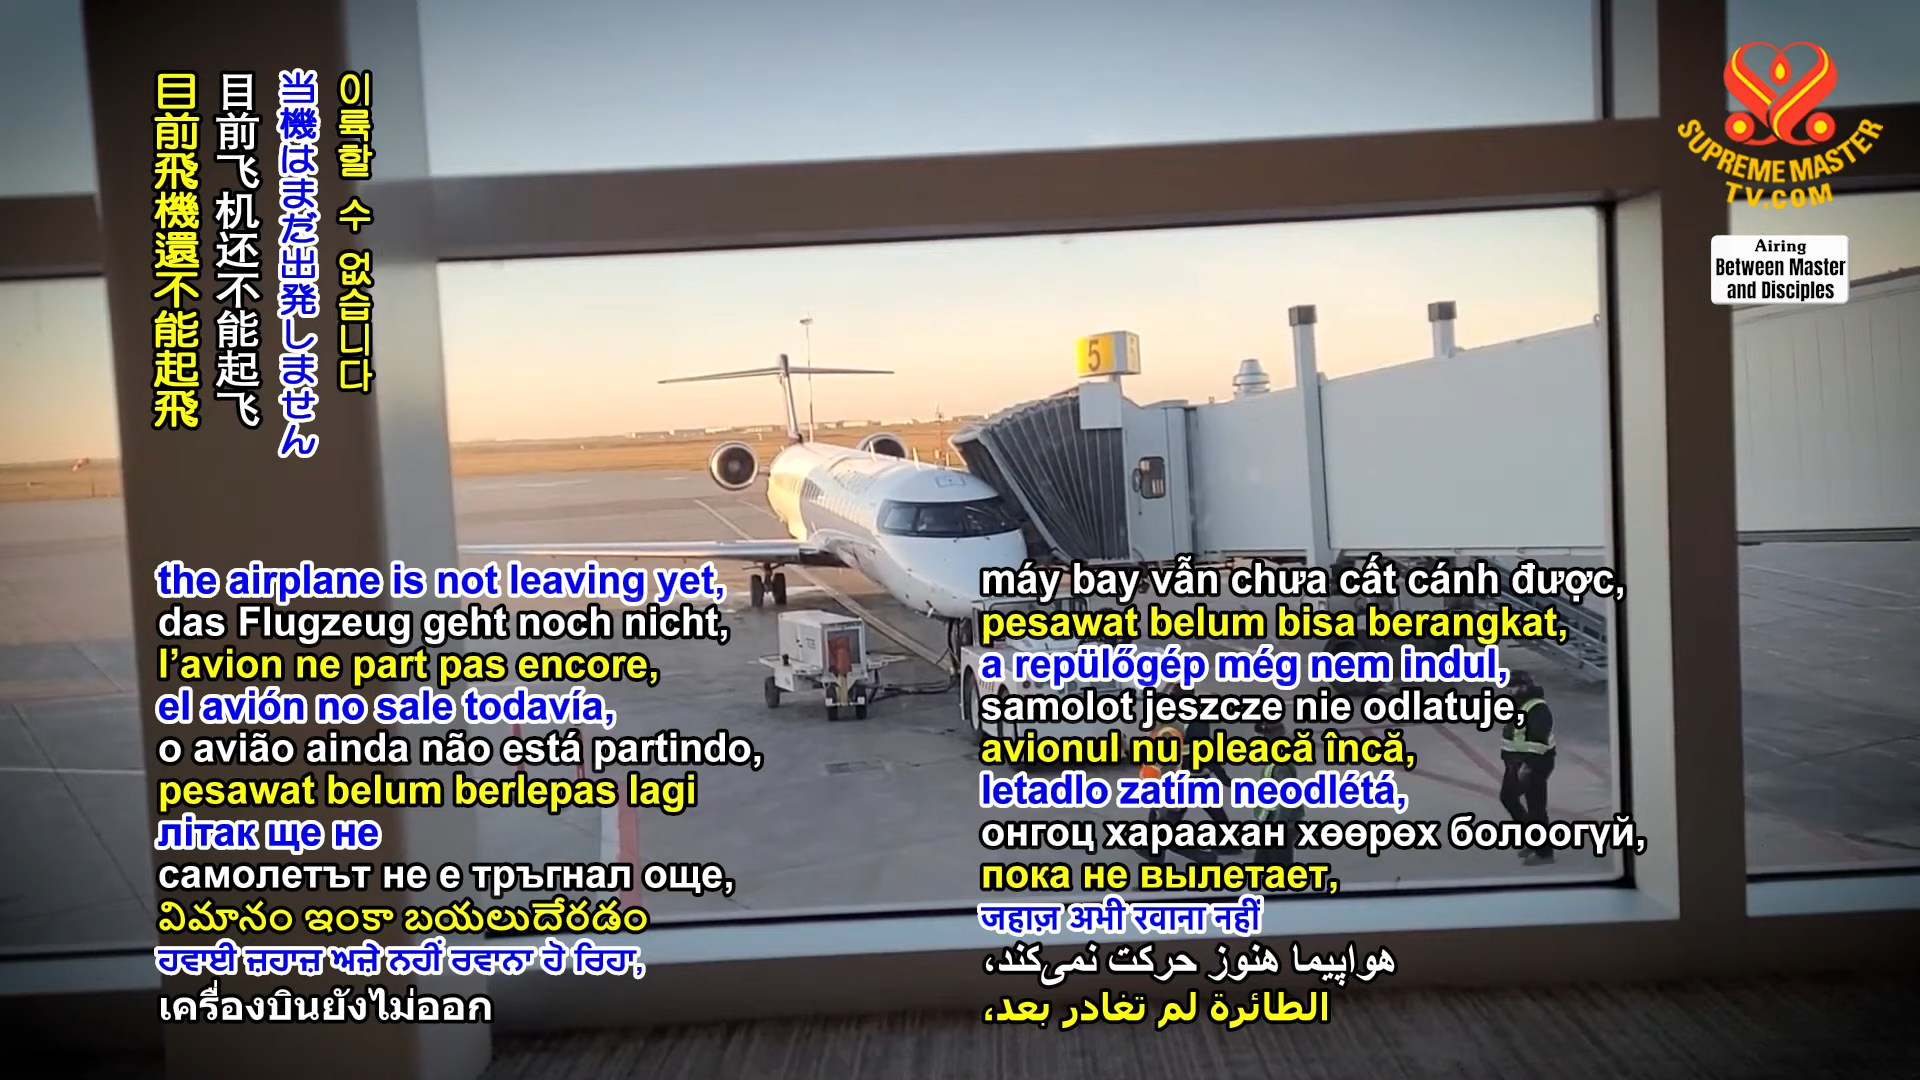 目前飛機還不能起飛
目前飞机还不能起飞
当機はまだ出発しません
이륙할 수 없습니다
SUPREME MASTER
TV.COM
Airing
Between Master
and Disciples
5
the airplane is not leaving yet,
das Flugzeug geht noch nicht,
l’avion ne part pas encore,
el avión no sale todavía,
o avião ainda não está partindo,
pesawat belum berlepas lagi
літак ще не
самолетът не е тръгнал още,
విమానం ఇంకా బయలుదేరడం
ਹਵਾਈ ਜ਼ਹਾਜ਼ ਅਜ਼ੇ ਨਹੀਂ ਰਵਾਨਾ ਹੋ ਰਿਹਾ,
เครื่องบินยังไม่ออก
máy bay vẫn chưa cất cánh được,
pesawat belum bisa berangkat,
a repülőgép még nem indul,
samolot jeszcze nie odlatuje,
avionul nu pleacă încă,
letadlo zatím neodlétá,
онгоц хараахан хөөрөх болоогүй,
пока не вылетает,
जहाज़ अभी रवाना नहीं
هواپیما هنوز حرکت نمی‌کند،
الطائرة لم تغادر بعد،